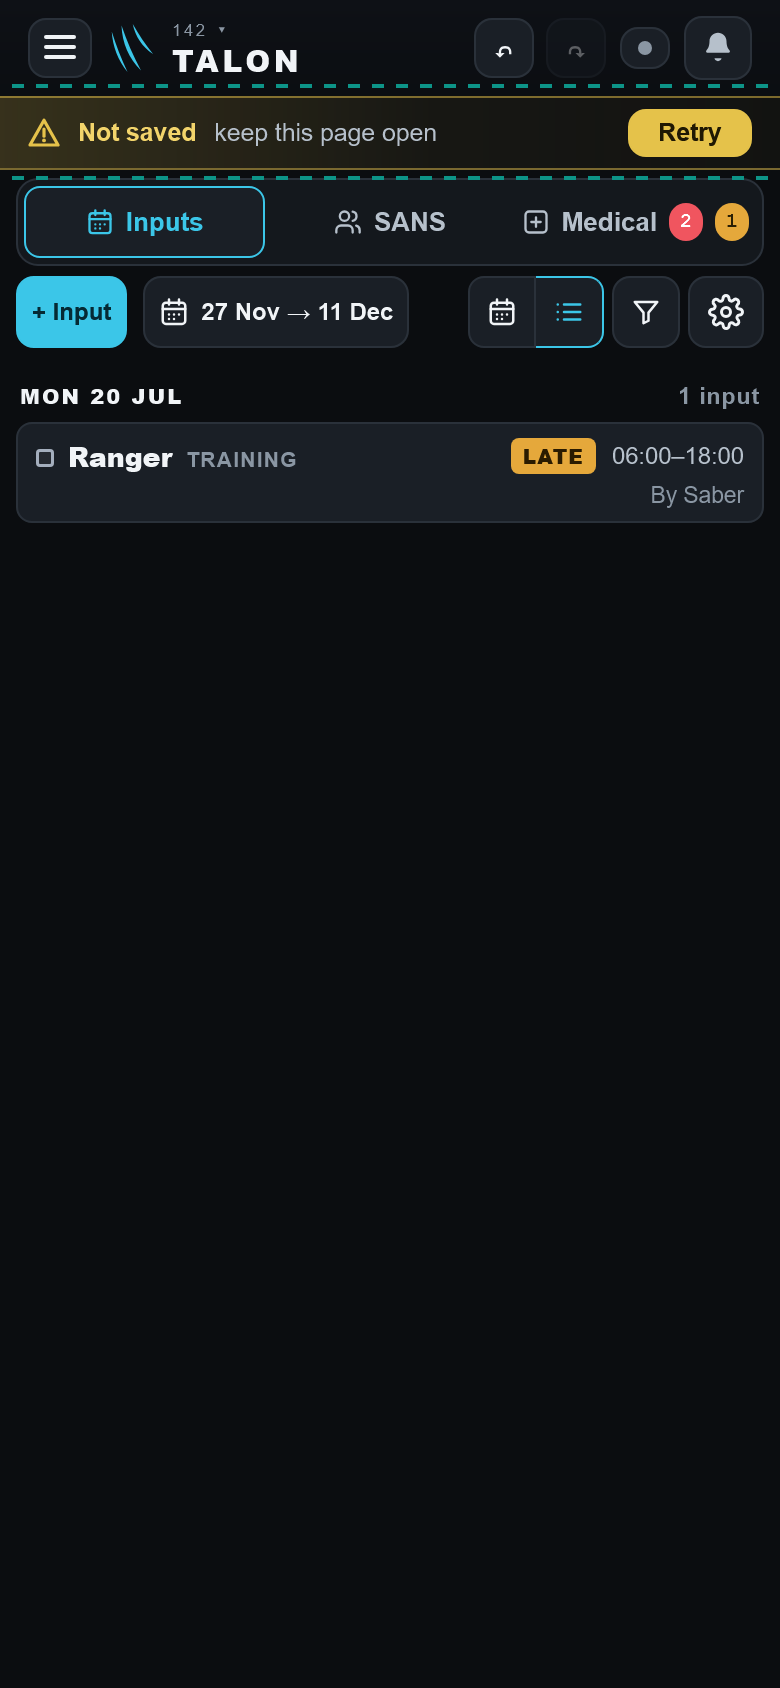 142 ▾
TALON
Not saved keep this page open Retry
Inputs SANS Medical 2 1
+ Input 27 Nov → 11 Dec
MON 20 JUL 1 input
Ranger TRAINING LATE 06:00–18:00
By Saber